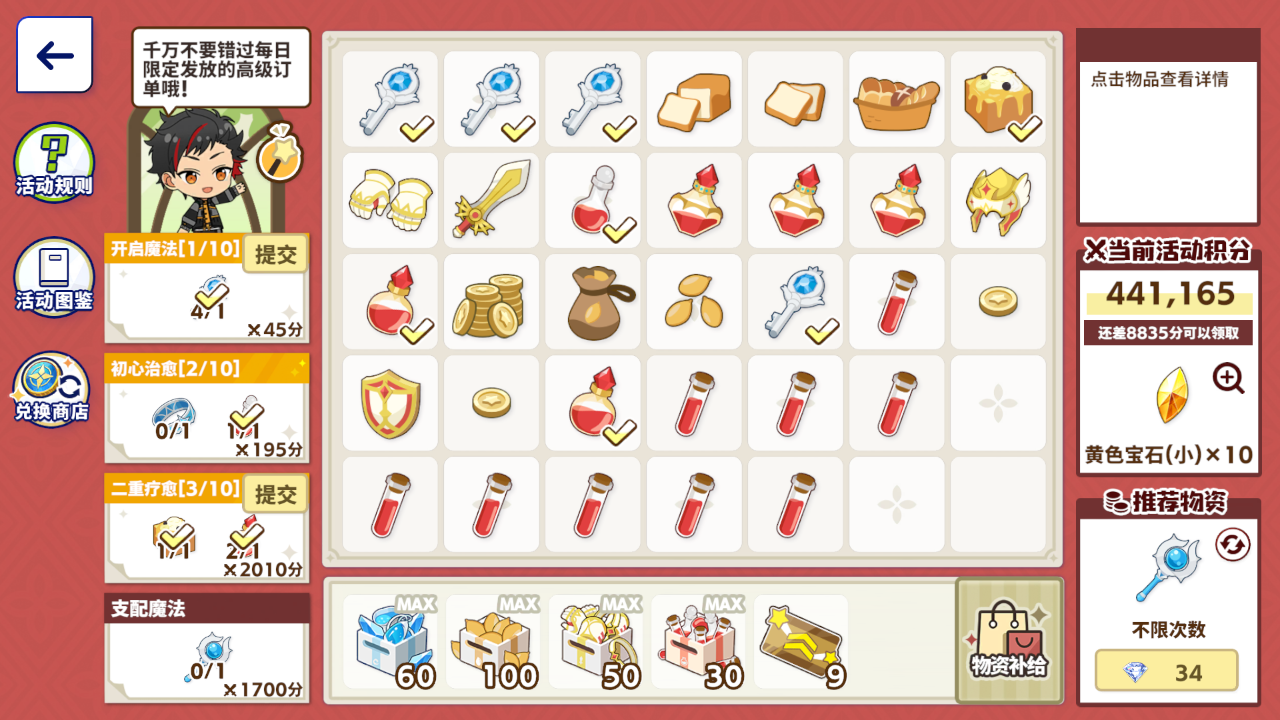 千万不要错过每日
限定发放的高级订
单哦!
活动规则
活动图鉴
兑换商店
开启魔法[1/10]
提交
4/1
×45分
初心治愈[2/10]
0/1
1/1
×195分
二重疗愈[3/10]
提交
1/1
2/1
×2010分
支配魔法
0/1
×1700分
MAX
60
MAX
100
MAX
50
MAX
30
9
物资补给
点击物品查看详情
当前活动积分
441,165
还差8835分可以领取
黄色宝石(小)×10
推荐物资
不限次数
34